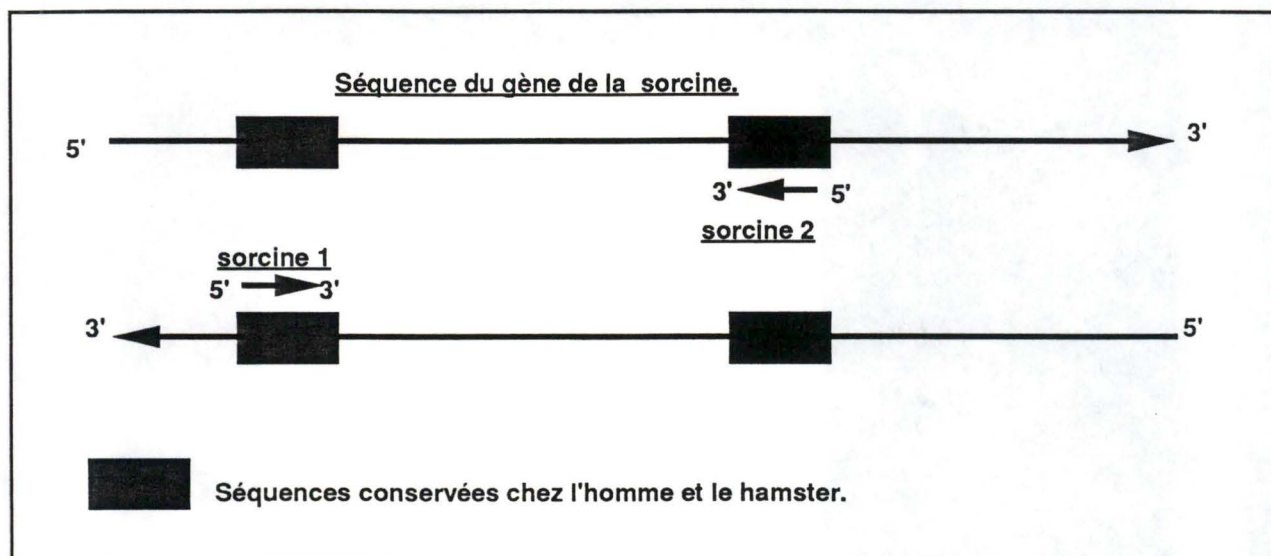 Séquence du gène de la sorcine.
5' 3'
3' 5'
sorcine 2
sorcine 1
5' 3'
3' 5'
Séquences conservées chez l'homme et le hamster.